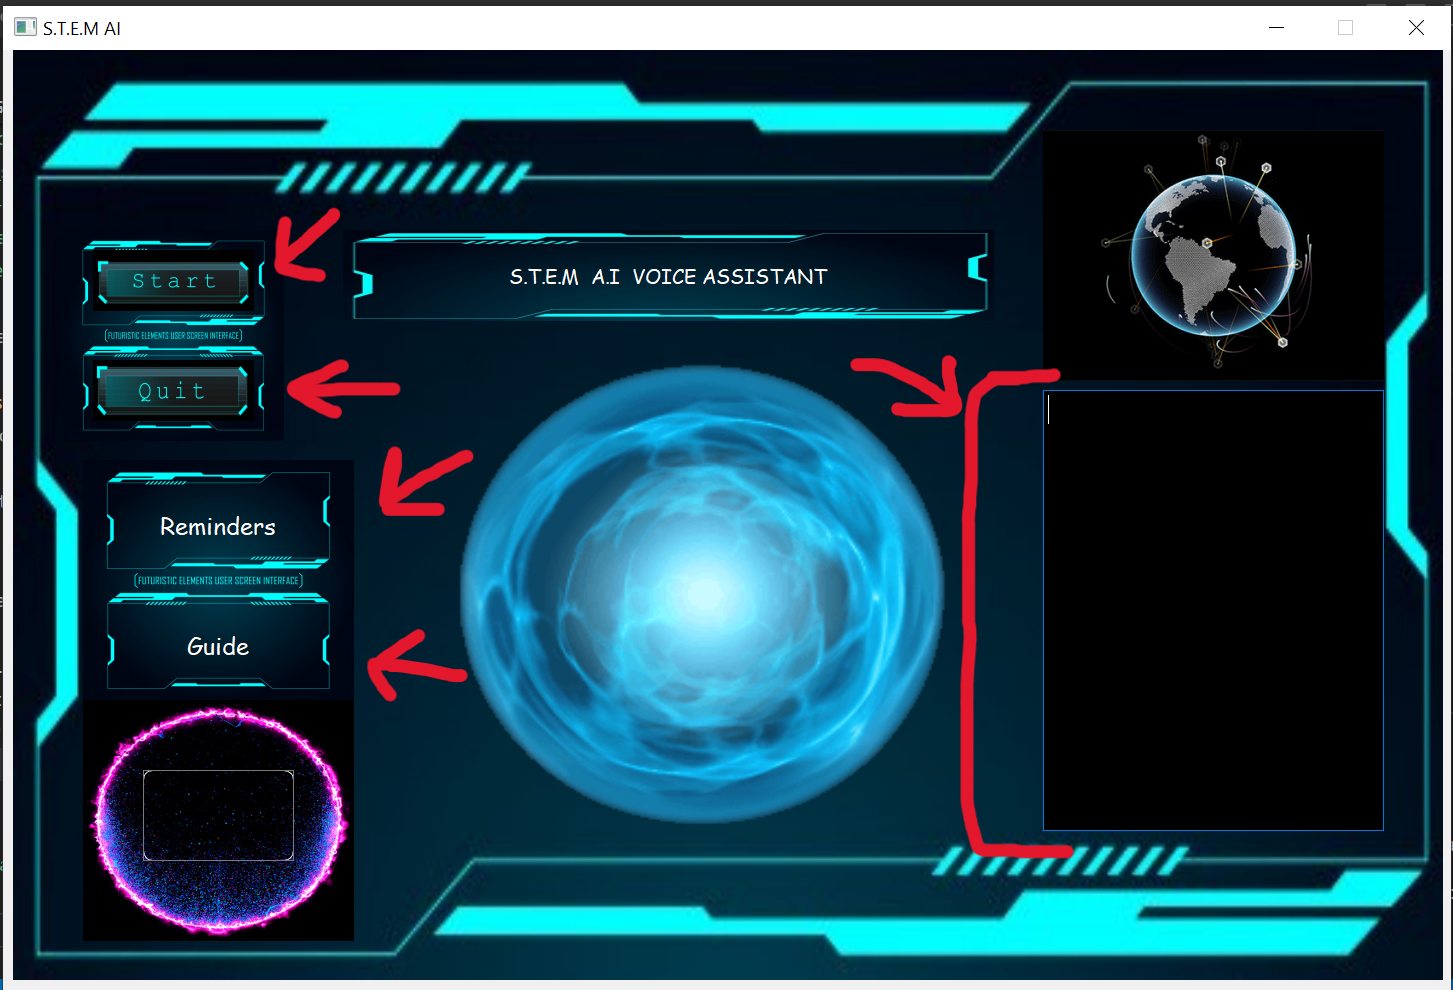 S.T.E.M AI
Start
(FUTURISTIC ELEMENTS USER SCREEN INTERFACE)
Quit
S.T.E.M A.I VOICE ASSISTANT
Reminders
(FUTURISTIC ELEMENTS USER SCREEN INTERFACE)
Guide